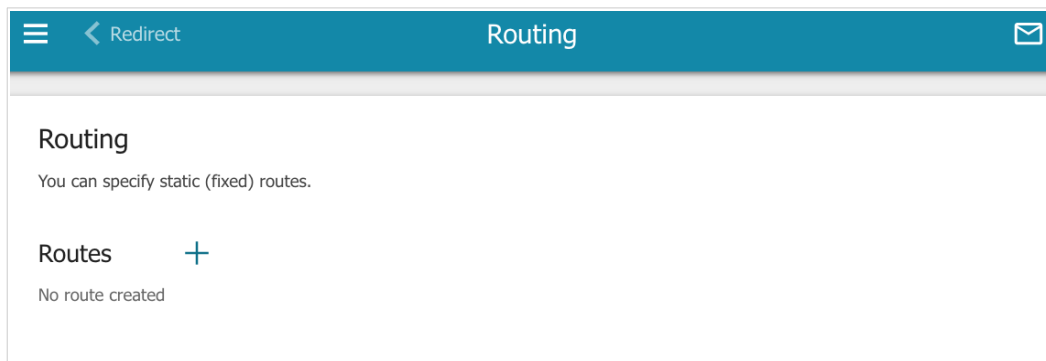 Redirect
Routing
Routing
You can specify static (fixed) routes.
Routes
No route created